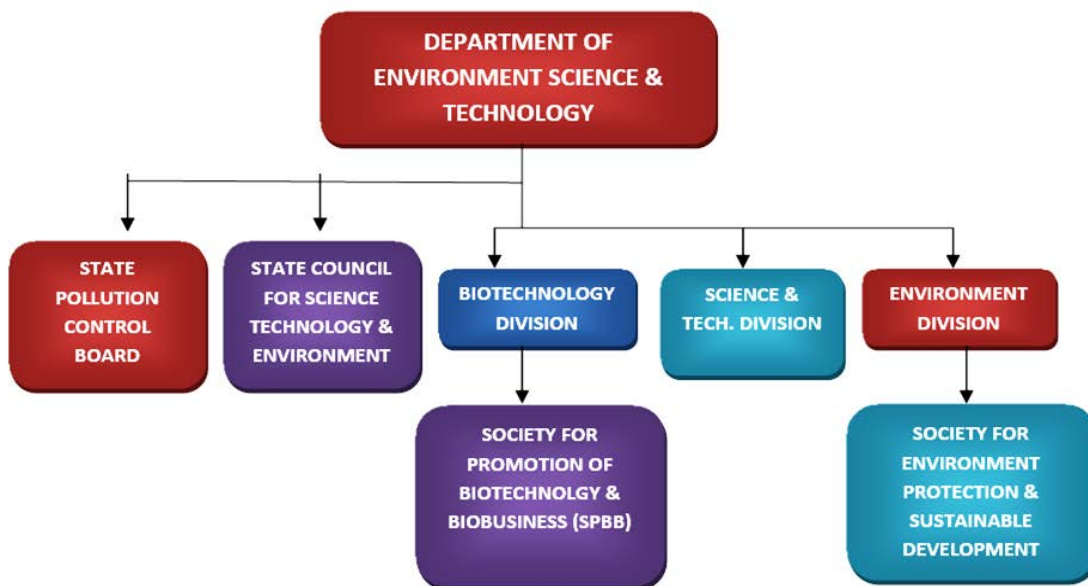 DEPARTMENT OF
ENVIRONMENT SCIENCE &
TECHNOLOGY
STATE
POLLUTION
CONTROL
BOARD
STATE COUNCIL
FOR SCIENCE
TECHNOLOGY &
ENVIRONMENT
BIOTECHNOLOGY
DIVISION
SCIENCE &
TECH. DIVISION
ENVIRONMENT
DIVISION
SOCIETY FOR
PROMOTION OF
BIOTECHNOLGY &
BIOBUSINESS (SPBB)
SOCIETY FOR
ENVIRONMENT
PROTECTION &
SUSTAINABLE
DEVELOPMENT